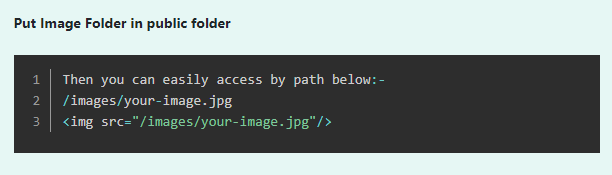 Put Image Folder in public folder
1 Then you can easily access by path below:-
2 /images/your-image.jpg
3 <img src="/images/your-image.jpg"/>